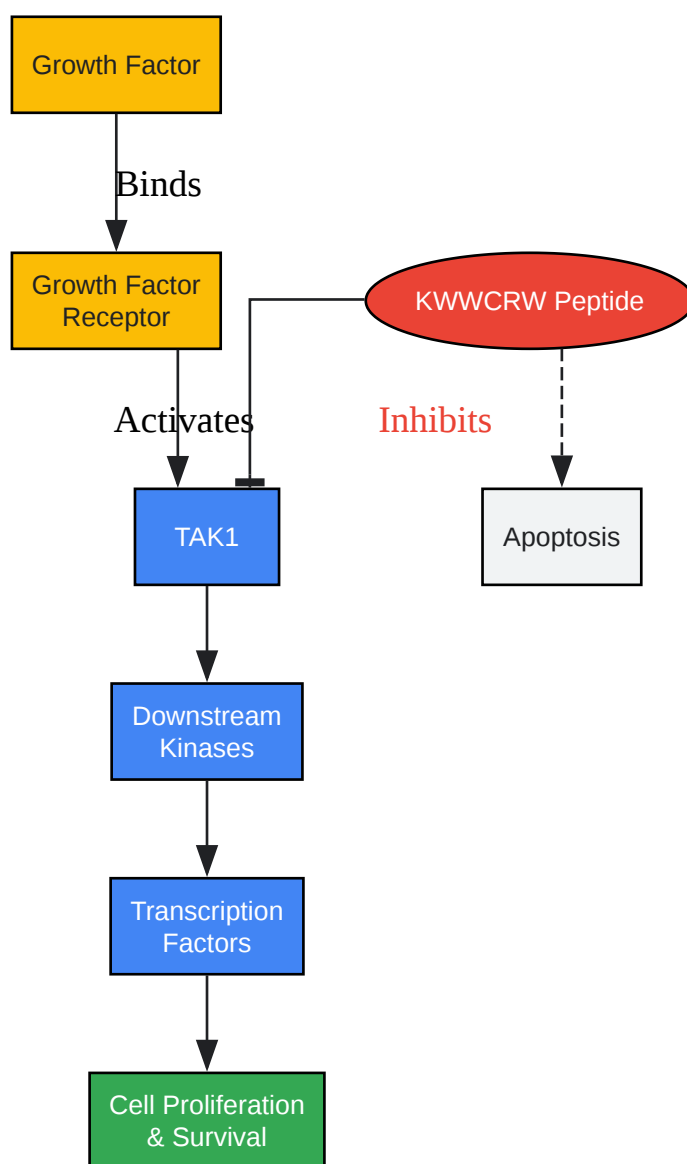 Growth Factor
Binds
Growth Factor
Receptor
KWWCRW Peptide
Activates
Inhibits
TAK1
Apoptosis
Downstream
Kinases
Transcription
Factors
Cell Proliferation
& Survival